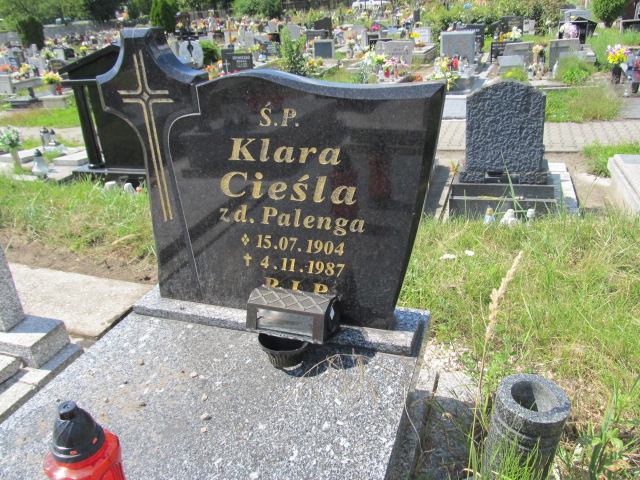 Ś.P.
Klara
Cieśla
zd. Palenga
15.07.1904
4.11.1987
R.I.P.